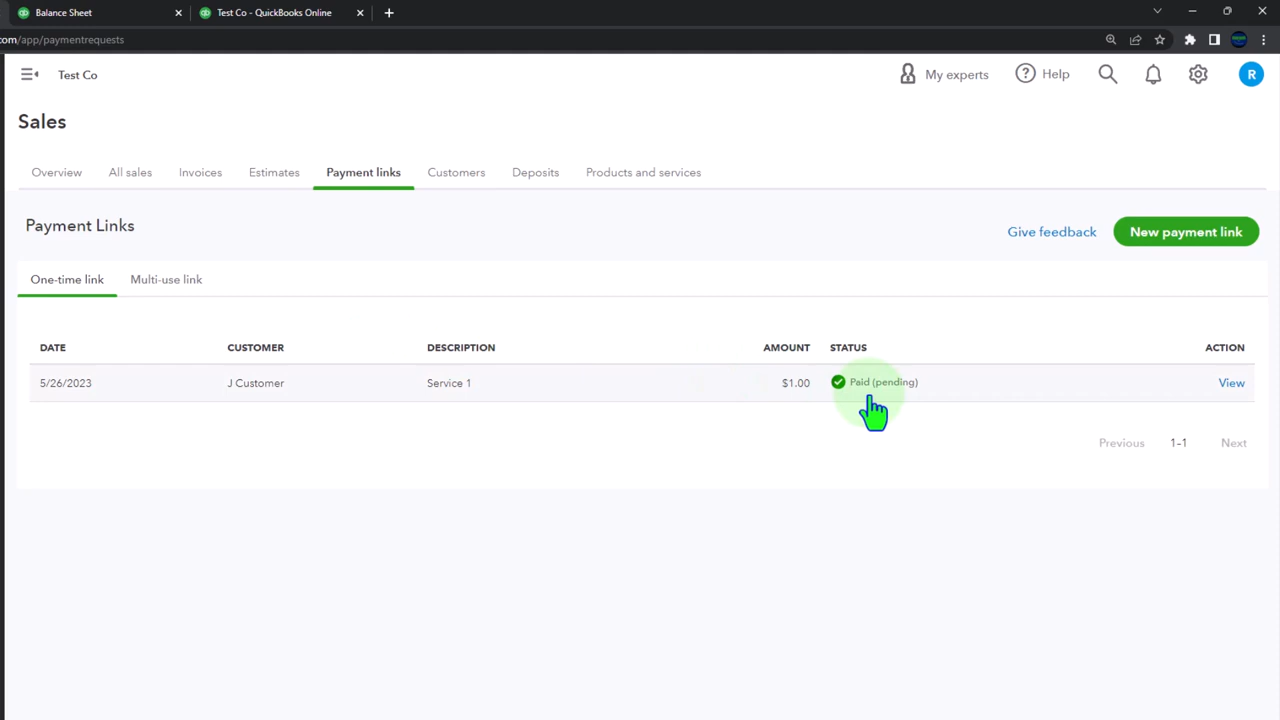 Balance Sheet
Test Co - QuickBooks Online
com/app/paymentrequests
Test Co
My experts
Help
R
Sales
Overview
All sales
Invoices
Estimates
Payment links
Customers
Deposits
Products and services
Payment Links
Give feedback
New payment link
One-time link
Multi-use link
DATE CUSTOMER DESCRIPTION AMOUNT STATUS ACTION
5/26/2023 J Customer Service 1 $1.00 Paid (pending) View
Previous 1-1 Next